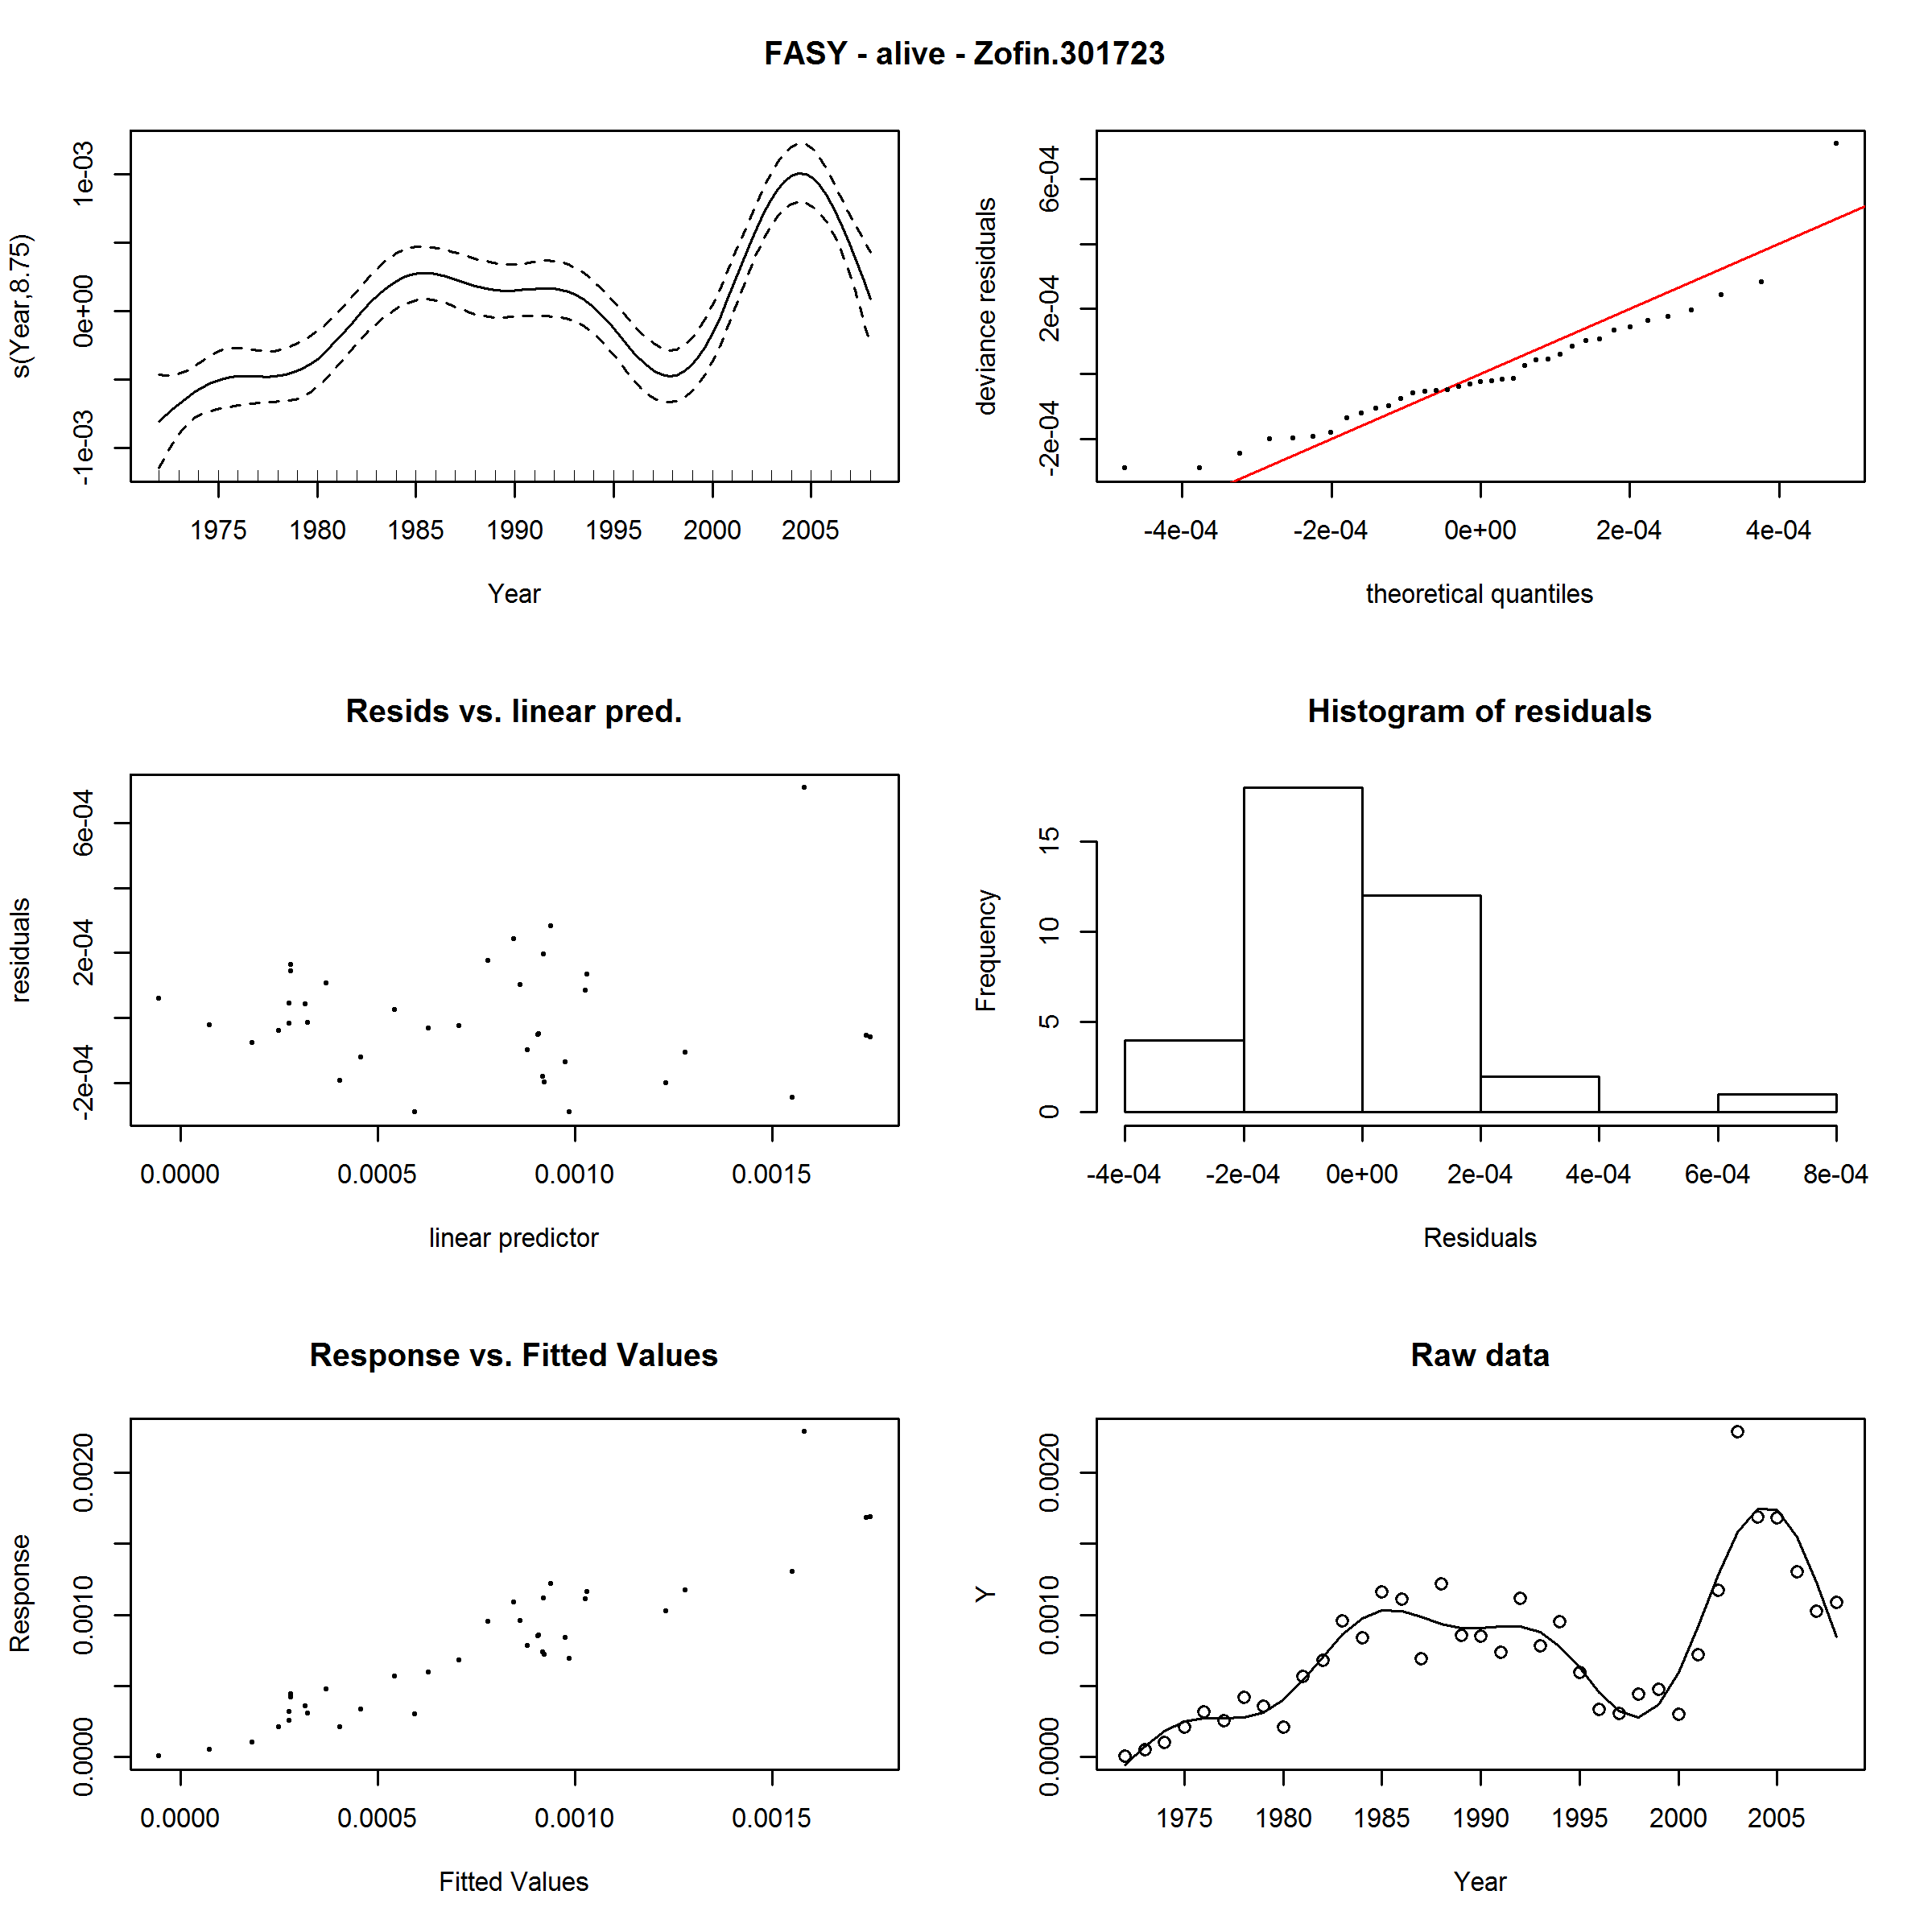 FASY - alive - Zofin.301723
s(Year,8.75)
-1e-03 0e+00 1e-03
1975 1980 1985 1990 1995 2000 2005
Year
deviance residuals
-2e-04 2e-04 6e-04
-4e-04 -2e-04 0e+00 2e-04 4e-04
theoretical quantiles
Resids vs. linear pred.
residuals
-2e-04 2e-04 6e-04
0.0000 0.0005 0.0010 0.0015
linear predictor
Histogram of residuals
Frequency
0 5 10 15
-4e-04 -2e-04 0e+00 2e-04 4e-04 6e-04 8e-04
Residuals
Response vs. Fitted Values
Response
0.0000 0.0010 0.0020
0.0000 0.0005 0.0010 0.0015
Fitted Values
Raw data
Y
0.0000 0.0010 0.0020
1975 1980 1985 1990 1995 2000 2005
Year